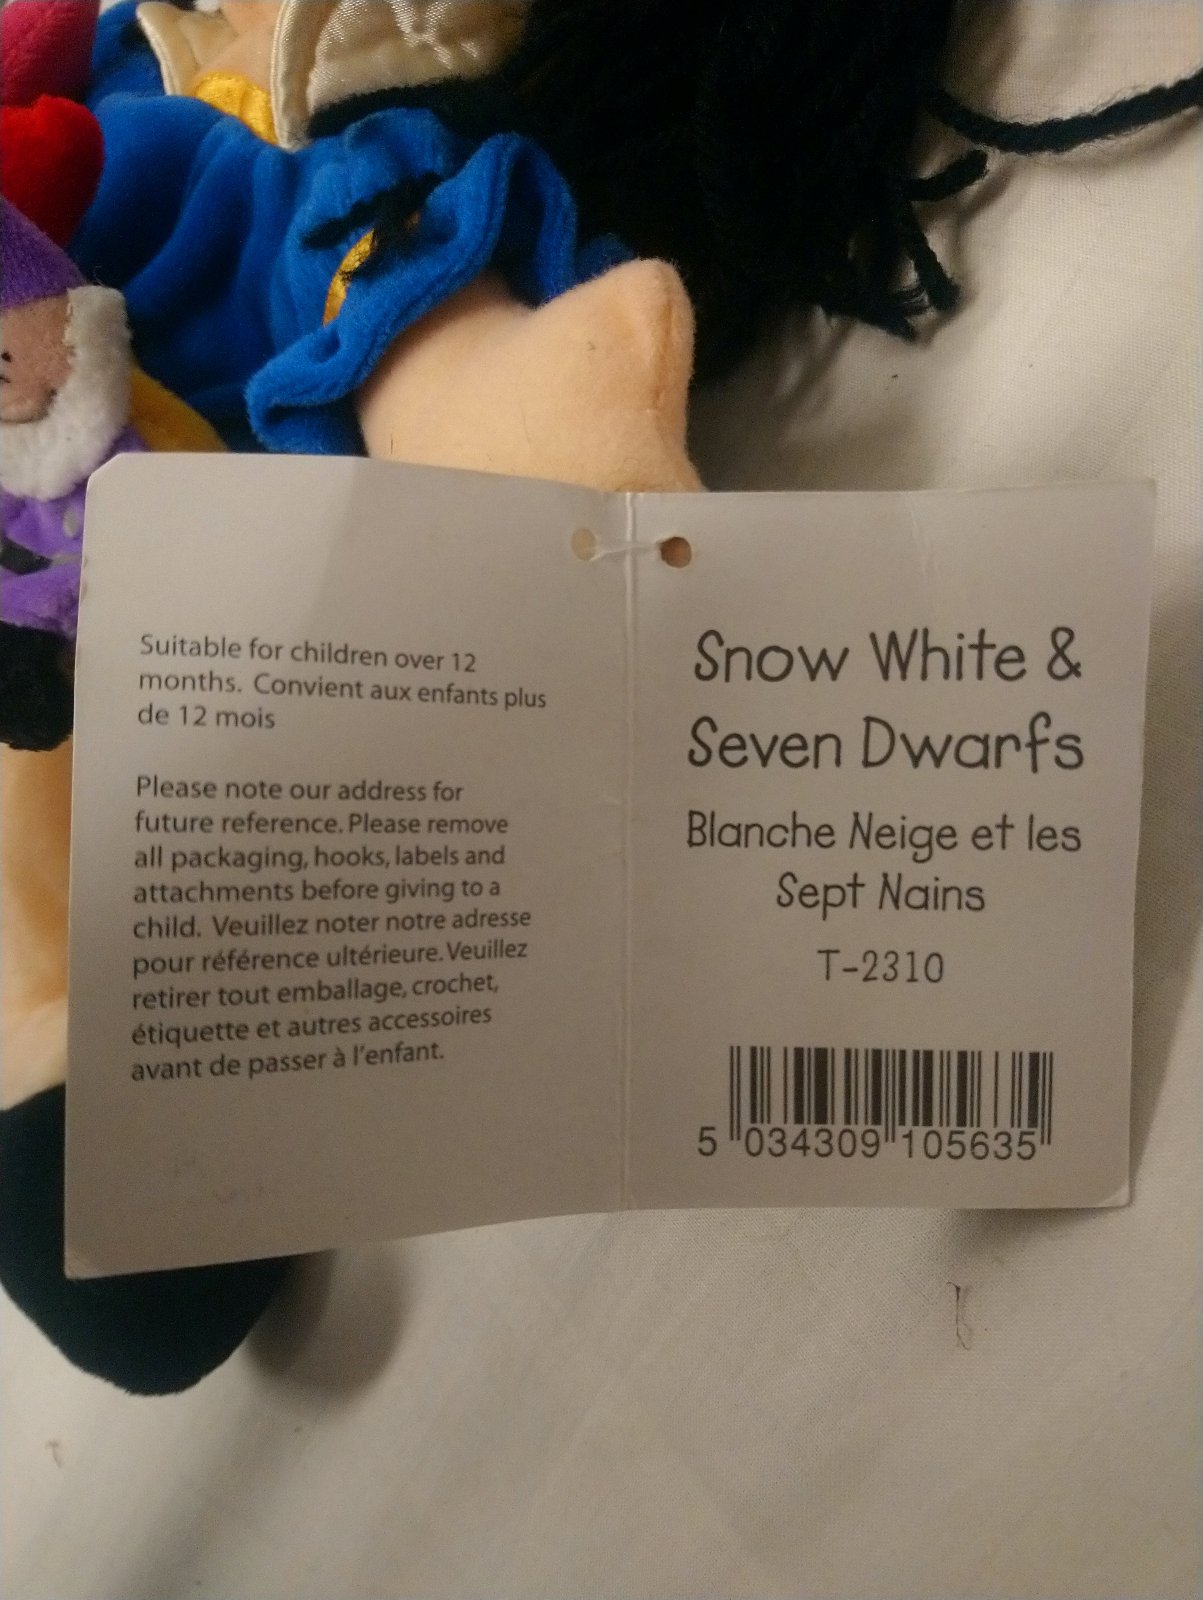 Suitable for children over 12
months. Convient aux enfants plus
de 12 mois
Please note our address for
future reference. Please remove
all packaging, hooks, labels and
attachments before giving to a
child. Veuillez noter notre adresse
pour référence ultérieure. Veuillez
retirer tout emballage, crochet,
étiquette et autres accessoires
avant de passer à l'enfant.
Snow White &
Seven Dwarfs
Blanche Neige et les
Sept Nains
T-2310
5 034309 105635